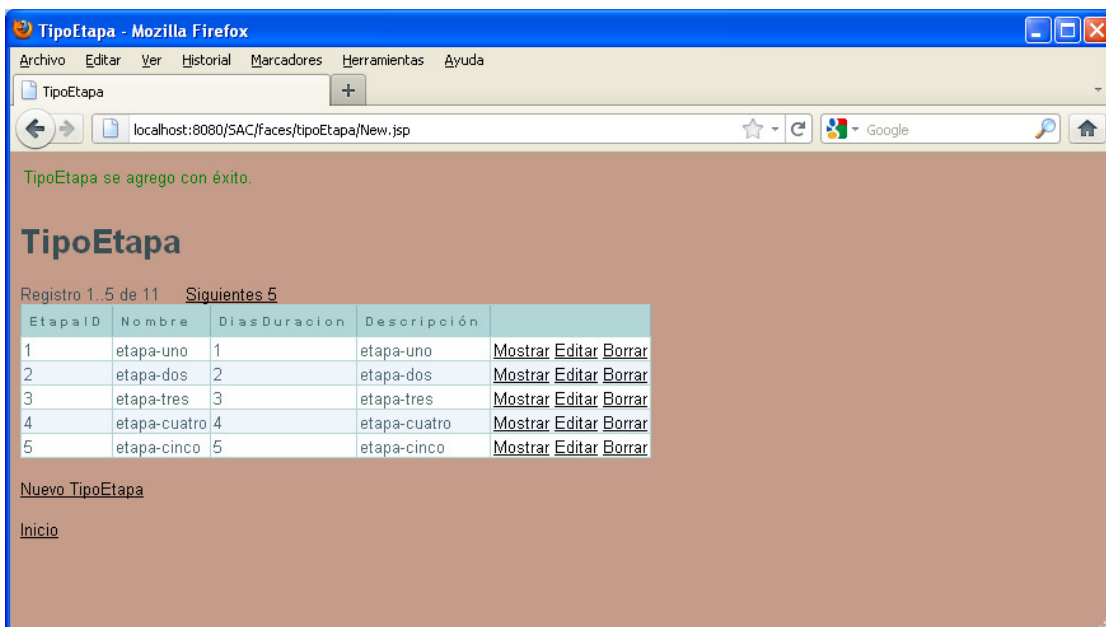 TipoEtapa - Mozilla Firefox
Archivo Editar Ver Historial Marcadores Herramientas Ayuda
TipoEtapa +
localhost:8080/SAC/faces/tipoEtapa/New.jsp Google
TipoEtapa se agrego con éxito.
TipoEtapa
Registro 1..5 de 11 Siguientes 5
EtapaID Nombre DiasDuracion Descripción
1 etapa-uno 1 etapa-uno Mostrar Editar Borrar
2 etapa-dos 2 etapa-dos Mostrar Editar Borrar
3 etapa-tres 3 etapa-tres Mostrar Editar Borrar
4 etapa-cuatro 4 etapa-cuatro Mostrar Editar Borrar
5 etapa-cinco 5 etapa-cinco Mostrar Editar Borrar
Nuevo TipoEtapa
Inicio